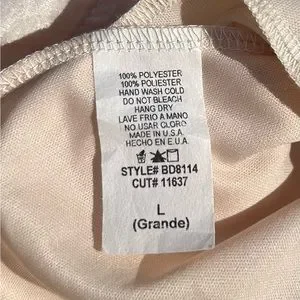 100% POLYESTER
100% POLIESTER
HAND WASH COLD
DO NOT BLEACH
HANG DRY
LAVE FRIO A MANO
NO USAR CLORO
MADE IN U.S.A.
HECHO EN E.U.A.
STYLE# BD8114
CUT# 11637
L
(Grande)